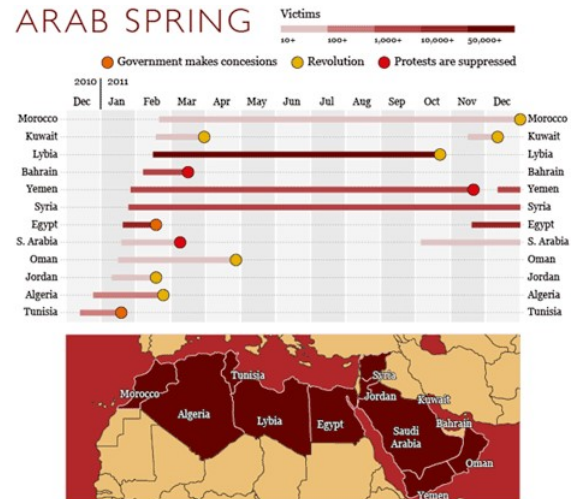 ARAB SPRING
Victims
10+ 100+ 1,000+ 10,000+ 50,000+
Government makes concesions Revolution Protests are suppressed
2010 2011
Dec Jan Feb Mar Apr May Jun Jul Aug Sep Oct Nov Dec
Morocco Morocco
Kuwait Kuwait
Lybia Lybia
Bahrain Bahrain
Yemen Yemen
Syria Syria
Egypt Egypt
S. Arabia S. Arabia
Oman Oman
Jordan Jordan
Algeria Algeria
Tunisia Tunisia
Tunisia Syria
Morocco Jordan Kuwait
Algeria Lybia Egypt Bahrain
Saudi
Arabia
Oman
Yemen